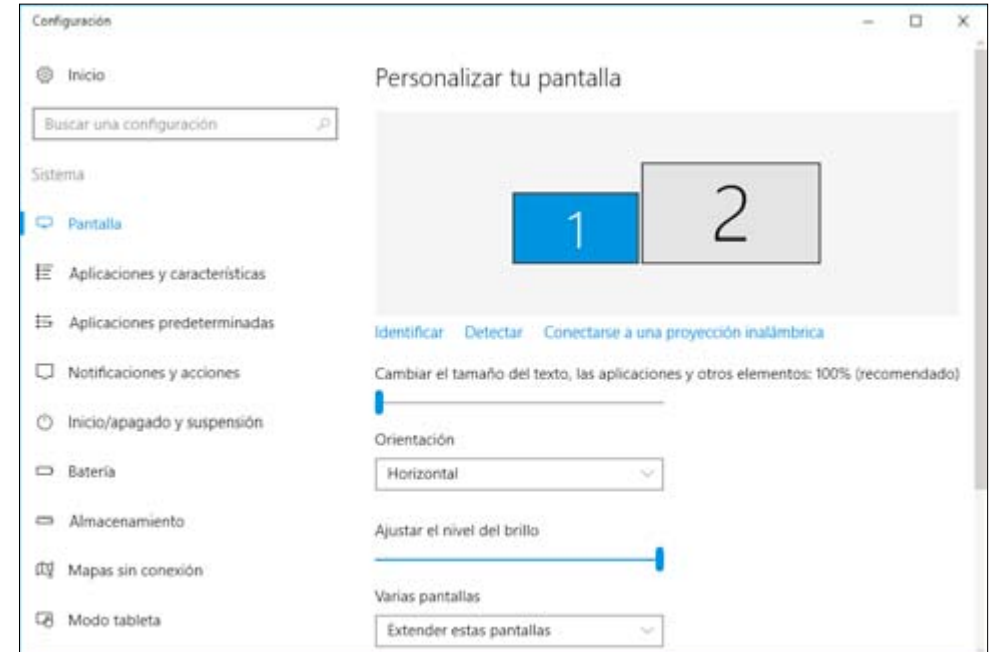 Configuración
Inicio
Buscar una configuración
Sistema
Pantalla
Aplicaciones y características
Aplicaciones predeterminadas
Notificaciones y acciones
Inicio/apagado y suspensión
Batería
Almacenamiento
Mapas sin conexión
Modo tableta
Personalizar tu pantalla
1
2
Identificar Detectar Conectarse a una proyección inalámbrica
Cambiar el tamaño del texto, las aplicaciones y otros elementos: 100% (recomendado)
Orientación
Horizontal
Ajustar el nivel del brillo
Varias pantallas
Extender estas pantallas